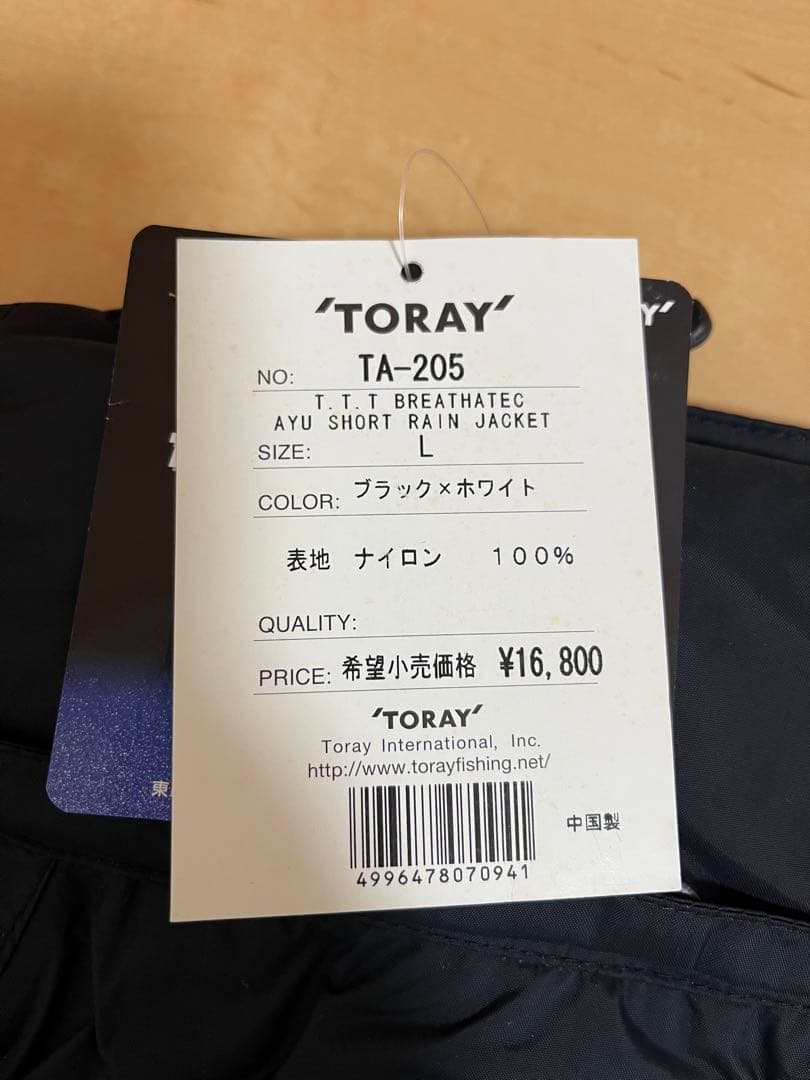 'TORAY'
NO: TA-205
T.T.T BREATHATEC
AYU SHORT RAIN JACKET
SIZE: L
COLOR: ブラック×ホワイト
表地 ナイロン 100%
QUALITY:
PRICE: 希望小売価格 ¥16,800
'TORAY'
Toray International, Inc.
http://www.torayfishing.net/
中国製
4996478070941
Y'
東